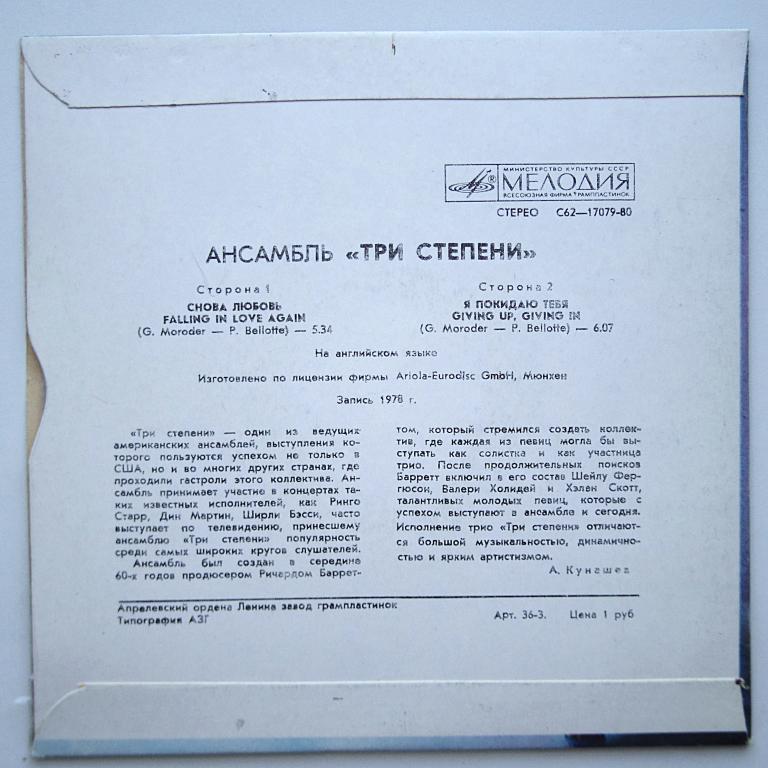 МИНИСТЕРСТВО КУЛЬТУРЫ СССР
МЕЛОДИЯ
ВСЕСОЮЗНАЯ ФИРМА ГРАМПЛАСТИНОК
СТЕРЕО С62—17079-80
АНСАМБЛЬ «ТРИ СТЕПЕНИ»
Сторона 1
СНОВА ЛЮБОВЬ
FALLING IN LOVE AGAIN
(G. Moroder — P. Bellotte) — 5.34
Сторона 2
Я ПОКИДАЮ ТЕБЯ
GIVING UP, GIVING IN
(G. Moroder — P. Bellotte) — 6.07
На английском языке
Изготовлено по лицензии фирмы Ariola-Eurodisc GmbH, Мюнхен
Запись 1978 г.
«Три степени» — один из ведущих
американских ансамблей, выступления ко-
торого пользуются успехом не только в
США, но и во многих других странах, где
проходили гастроли этого коллектива. Ан-
самбль принимает участие в концертах та-
ких известных исполнителей, как Ринго
Старр, Дин Мартин, Ширли Бэсси, часто
выступает по телевидению, принесшему
ансамблю «Три степени» популярность
среди самых широких кругов слушателей.
Ансамбль был создан в середине
60-х годов продюсером Ричардом Баррет-
том, который стремился создать коллек-
тив, где каждая из певиц могла бы вы-
ступать как солистка и как участница
трио. После продолжительных поисков
Барретт включил в его состав Шейлу Фер-
гюсон, Валери Холидей и Хэлан Скотт,
талантливых молодых певиц, которые с
успехом выступают в ансамбле и сегодня.
Исполнение трио «Три степени» отличают-
ся большой музыкальностью, динамично-
стью и ярким артистизмом.
А. Кунашев
Апрелевский ордена Ленина завод грампластинок
Типография АЗГ
Арт. 36-3. Цена 1 руб